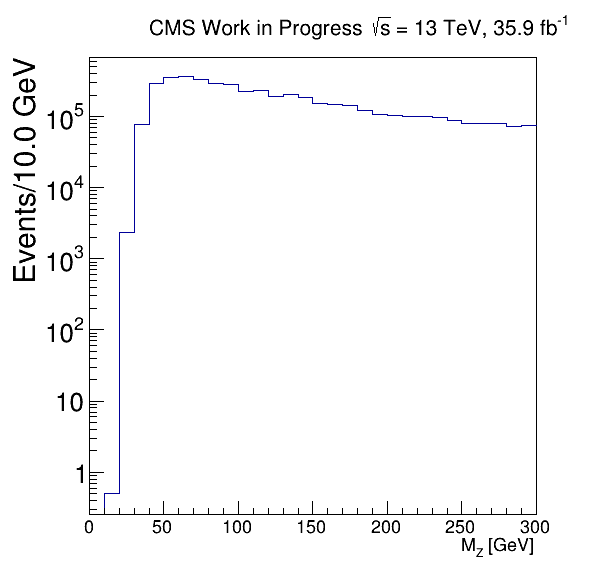 CMS Work in Progress √s = 13 TeV, 35.9 fb⁻¹
Events/10.0 GeV
10⁵
10⁴
10³
10²
10
1
0 50 100 150 200 250 300
M_Z [GeV]